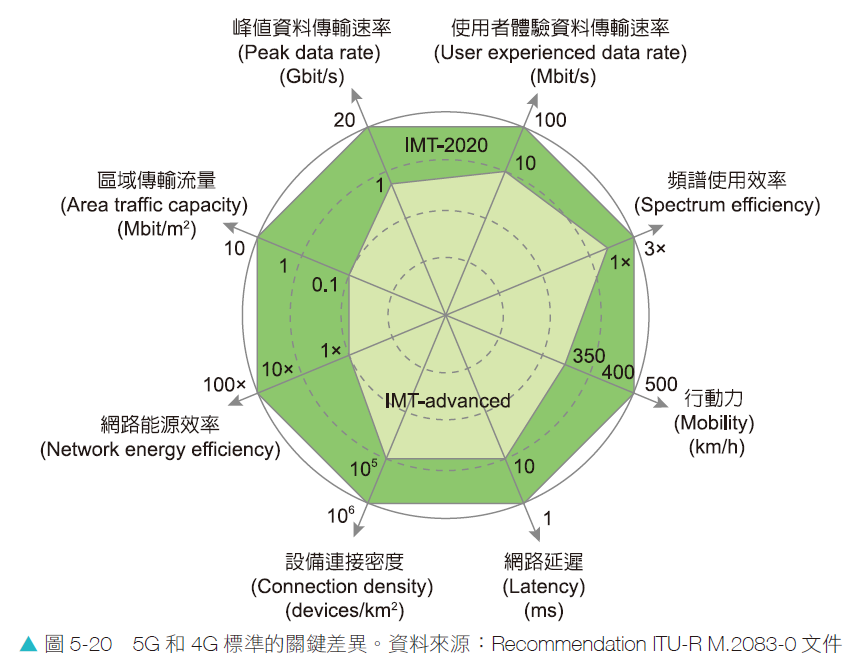 峰值資料傳輸速率
(Peak data rate)
(Gbit/s)
使用者體驗資料傳輸速率
(User experienced data rate)
(Mbit/s)
20
100
IMT-2020
1
10
區域傳輸流量
(Area traffic capacity)
(Mbit/m²)
頻譜使用效率
(Spectrum efficiency)
10
1
0.1
1×
3×
100×
10×
1×
350
400
500
網路能源效率
(Network energy efficiency)
行動力
(Mobility)
(km/h)
IMT-advanced
10⁵
10⁶
10
1
設備連接密度
(Connection density)
(devices/km²)
網路延遲
(Latency)
(ms)
▲ 圖 5-20 5G 和 4G 標準的關鍵差異。資料來源：Recommendation ITU-R M.2083-0 文件